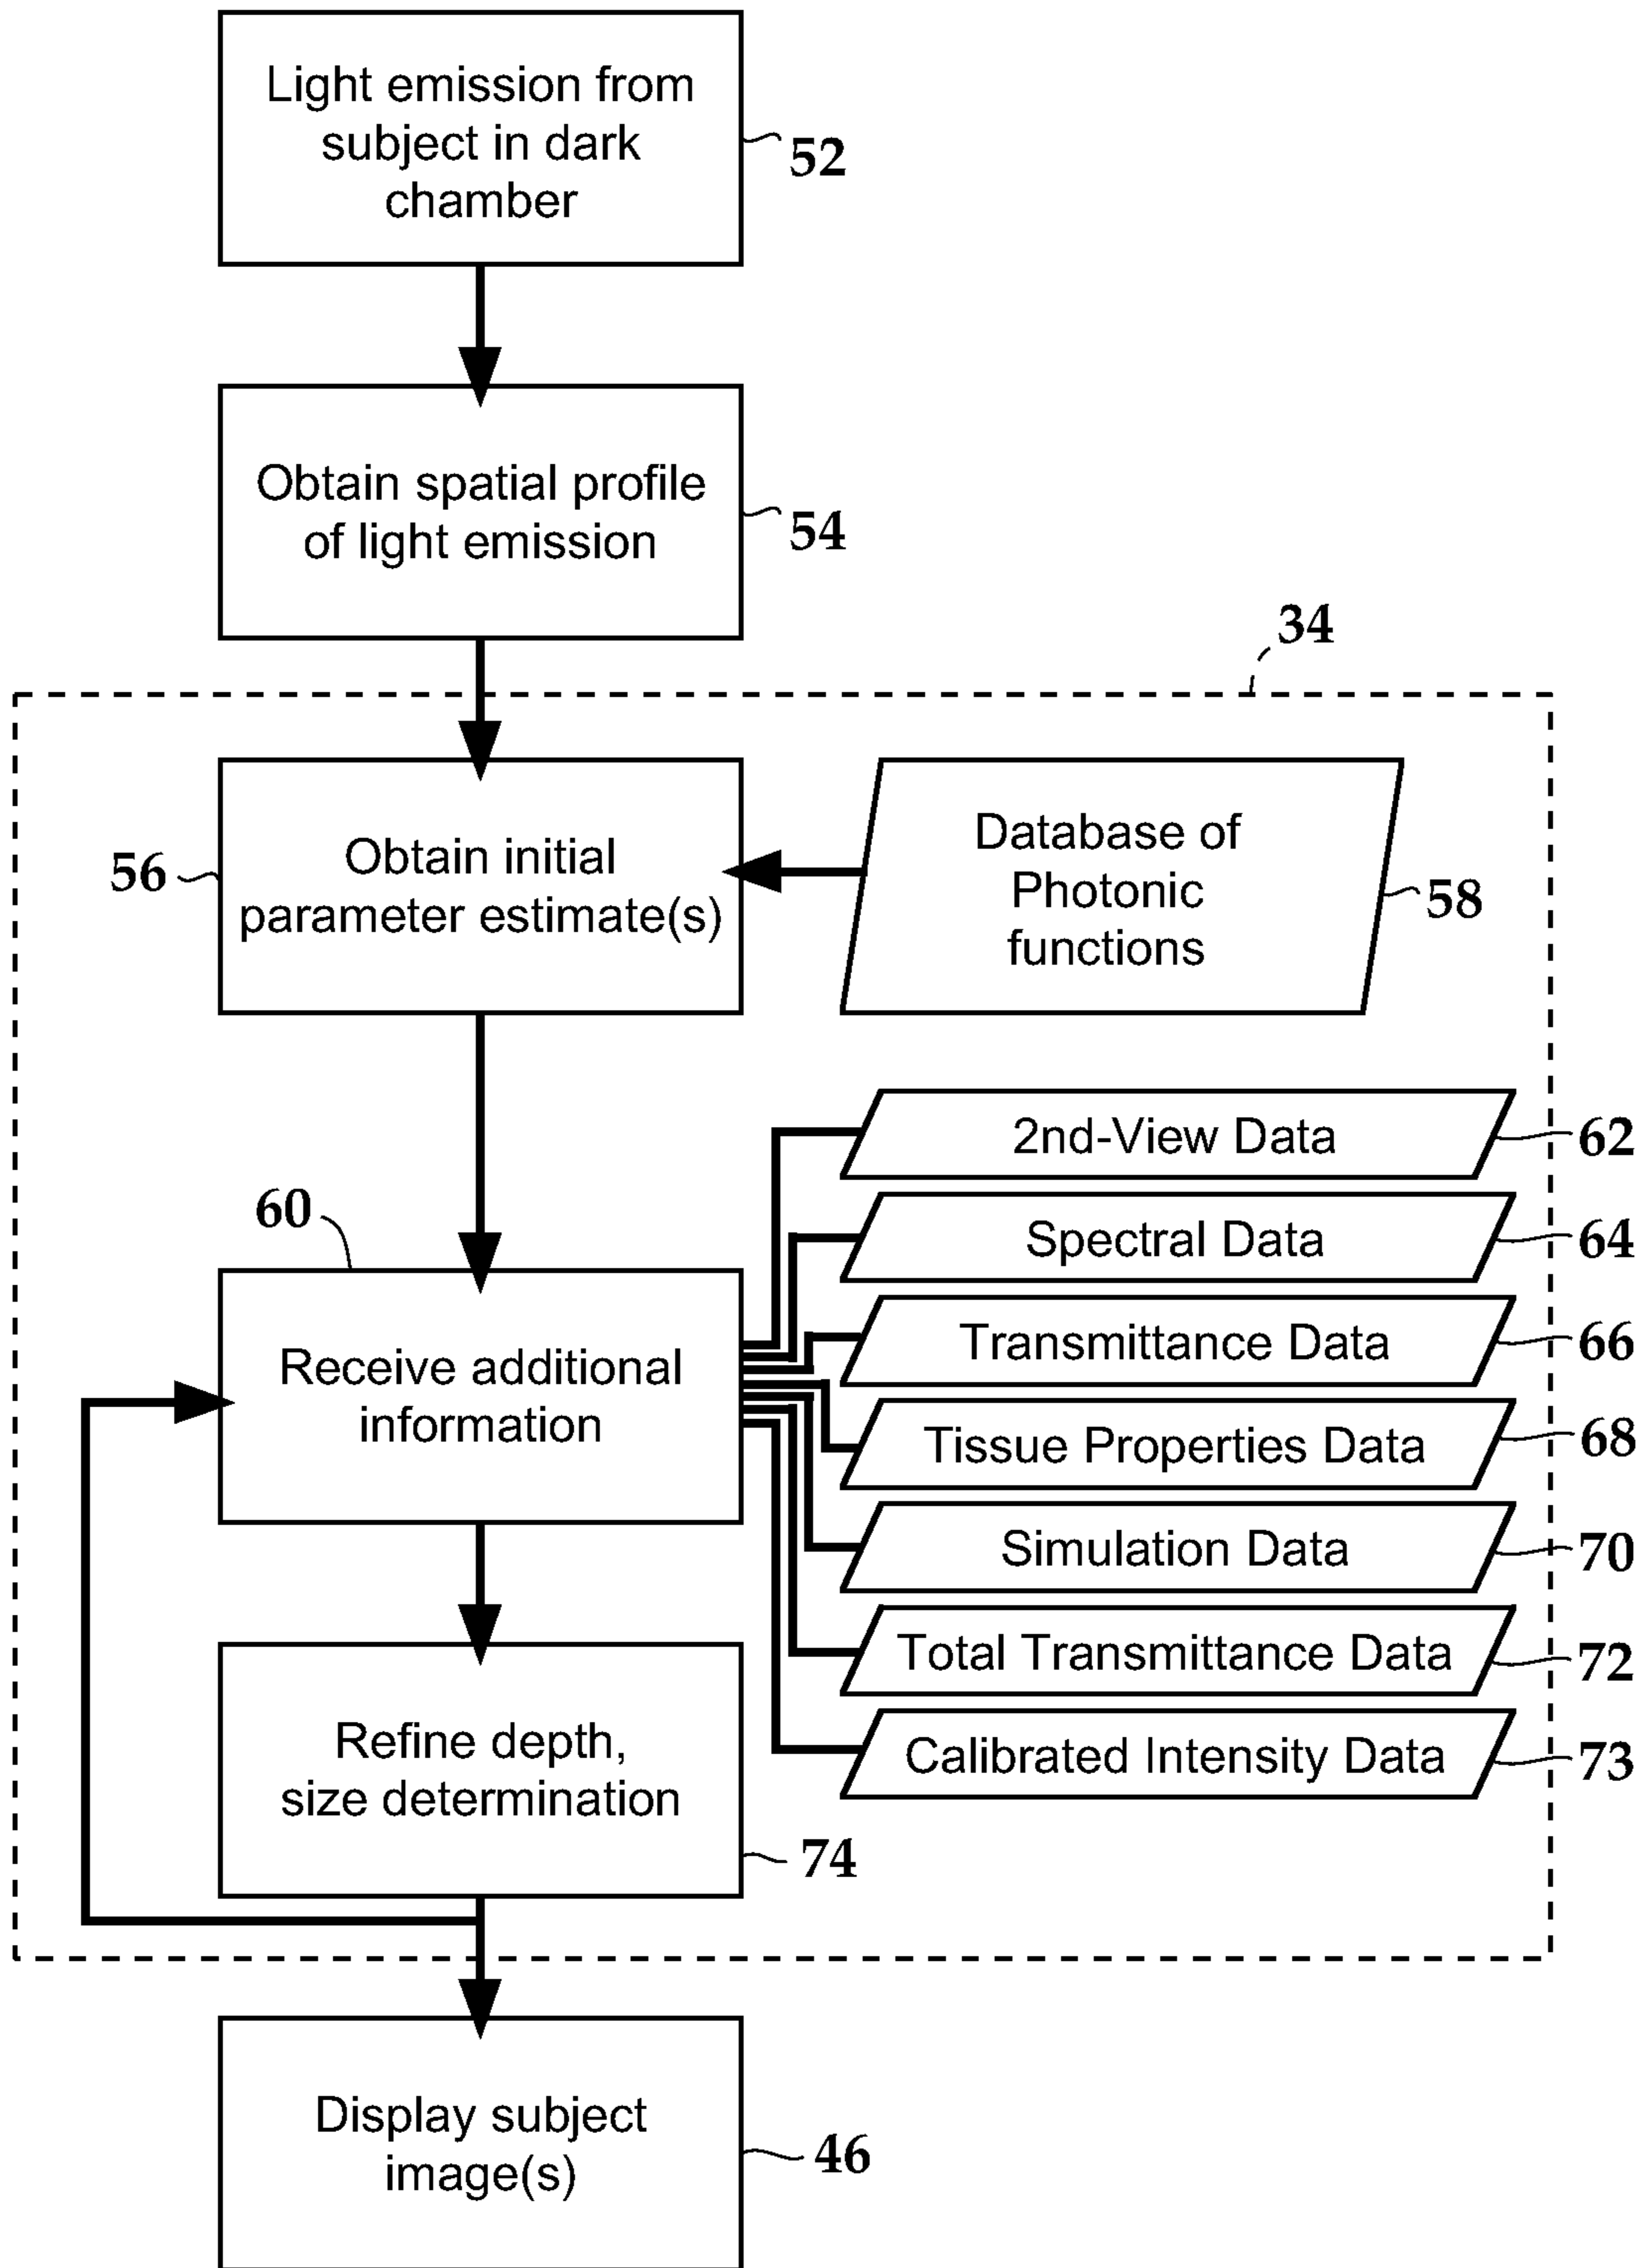 Light emission from
subject in dark
chamber
52
Obtain spatial profile
of light emission
54
34
56
Obtain initial
parameter estimate(s)
Database of
Photonic
functions
58
2nd-View Data
62
60
Spectral Data
64
Receive additional
information
Transmittance Data
66
Tissue Properties Data
68
Simulation Data
70
Total Transmittance Data
72
Calibrated Intensity Data
73
Refine depth,
size determination
74
Display subject
image(s)
46